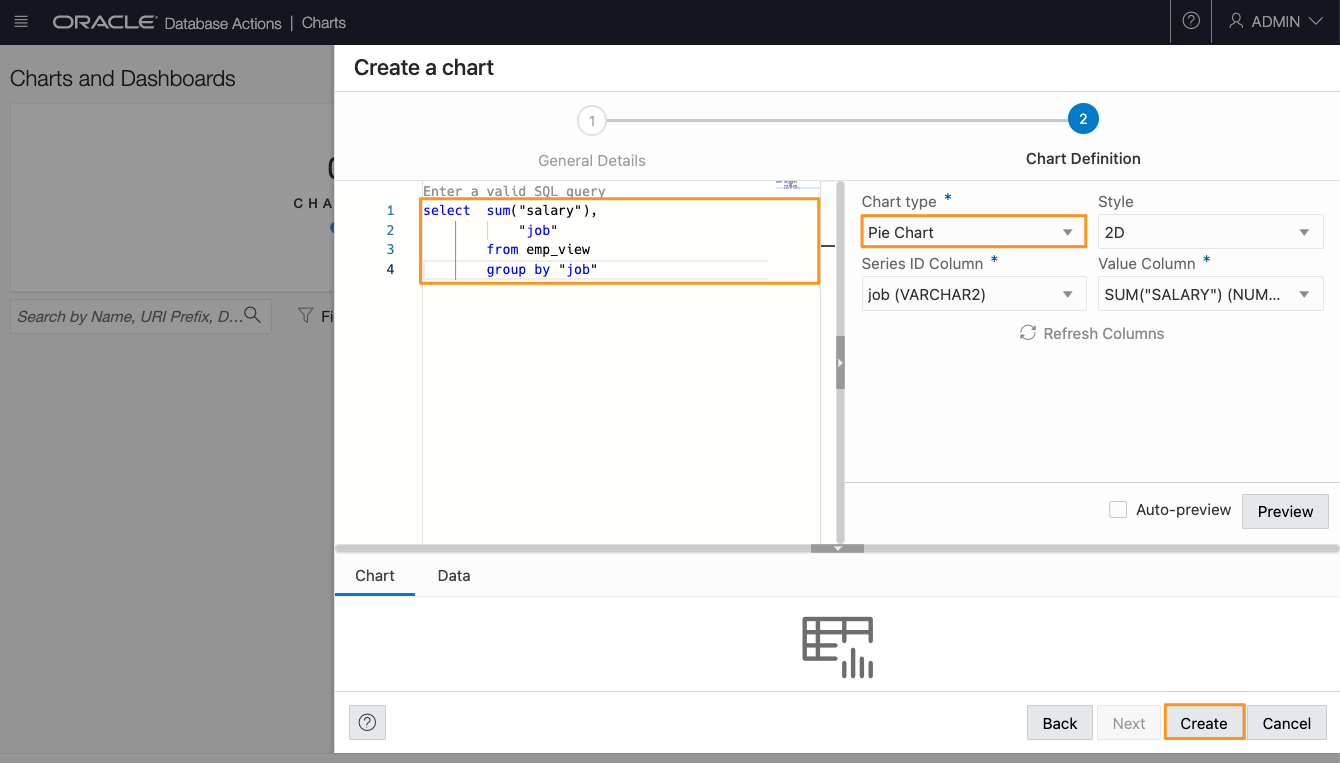 ORACLE Database Actions | Charts
ADMIN
Charts and Dashboards
CHA
Search by Name, URI Prefix, D...
Fi
Create a chart
1
2
General Details
Chart Definition
Enter a valid SQL query
1 select sum("salary"),
2 "job"
3 from emp_view
4 group by "job"
Chart type *
Style
Pie Chart
2D
Series ID Column *
Value Column *
job (VARCHAR2)
SUM("SALARY") (NUM...
Refresh Columns
Auto-preview
Preview
Chart
Data
Back
Next
Create
Cancel